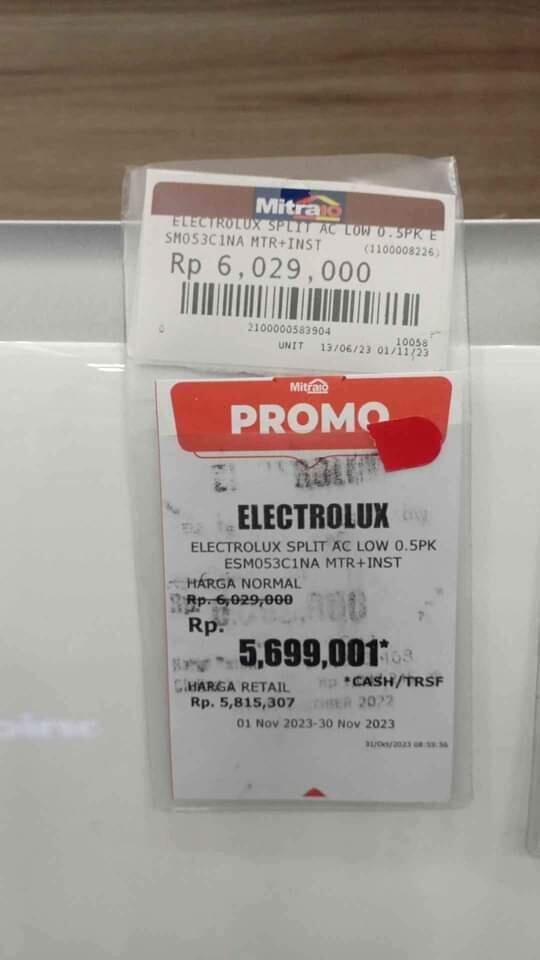 Mitra10
ELECTROLUX SPLIT AC LOW 0.5PK E
SM053C1NA MTR+INST (1100008226)
Rp 6,029,000
0 2100000583904 10058
UNIT 13/06/23 01/11/23
Mitra10
PROMO
ELECTROLUX
ELECTROLUX SPLIT AC LOW 0.5PK
ESM053C1NA MTR+INST
HARGA NORMAL
Rp. 6,029,000
Rp.
5,699,001*
*CASH/TRSF
HARGA RETAIL
Rp. 5,815,307
01 Nov 2023-30 Nov 2023
31/Oct/2023 08:59:56